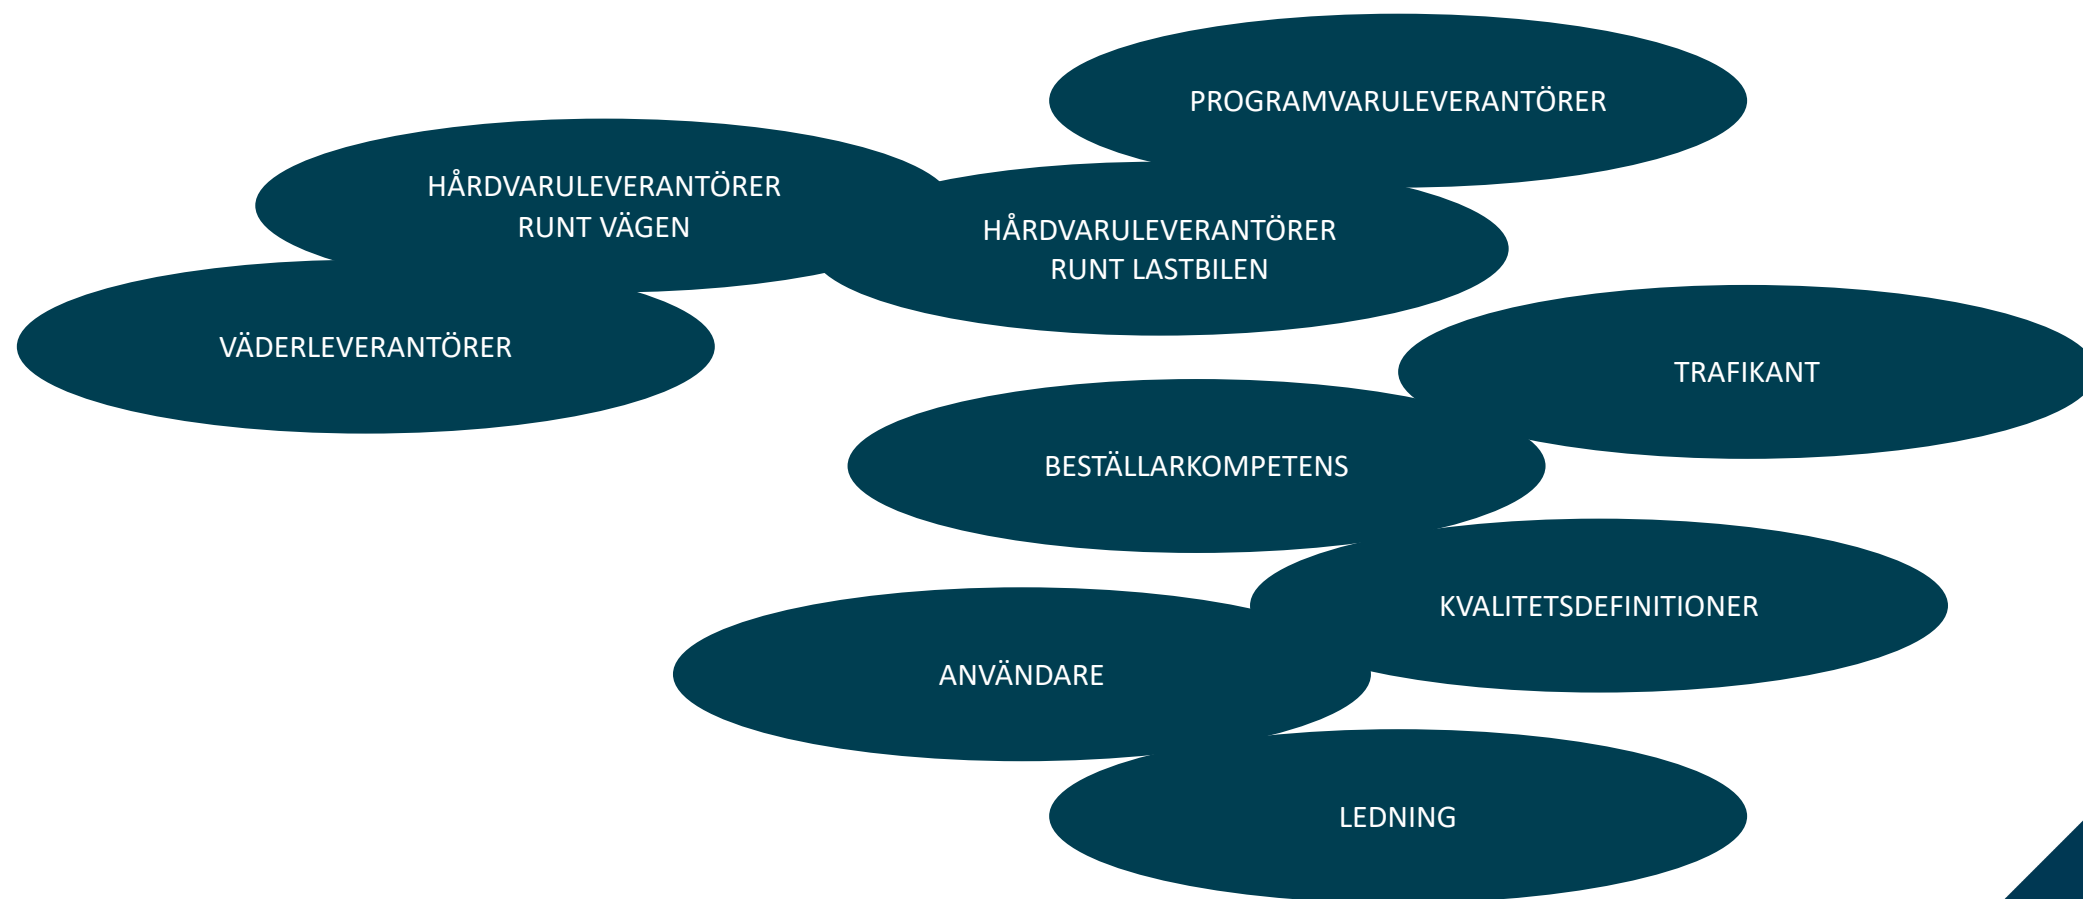 PROGRAMVARULEVERANTÖRER
HÅRDVARULEVERANTÖRER
RUNT VÄGEN
HÅRDVARULEVERANTÖRER
RUNT LASTBILEN
VÄDERLEVERANTÖRER
TRAFIKANT
BESTÄLLARKOMPETENS
KVALITETSDEFINITIONER
ANVÄNDARE
LEDNING